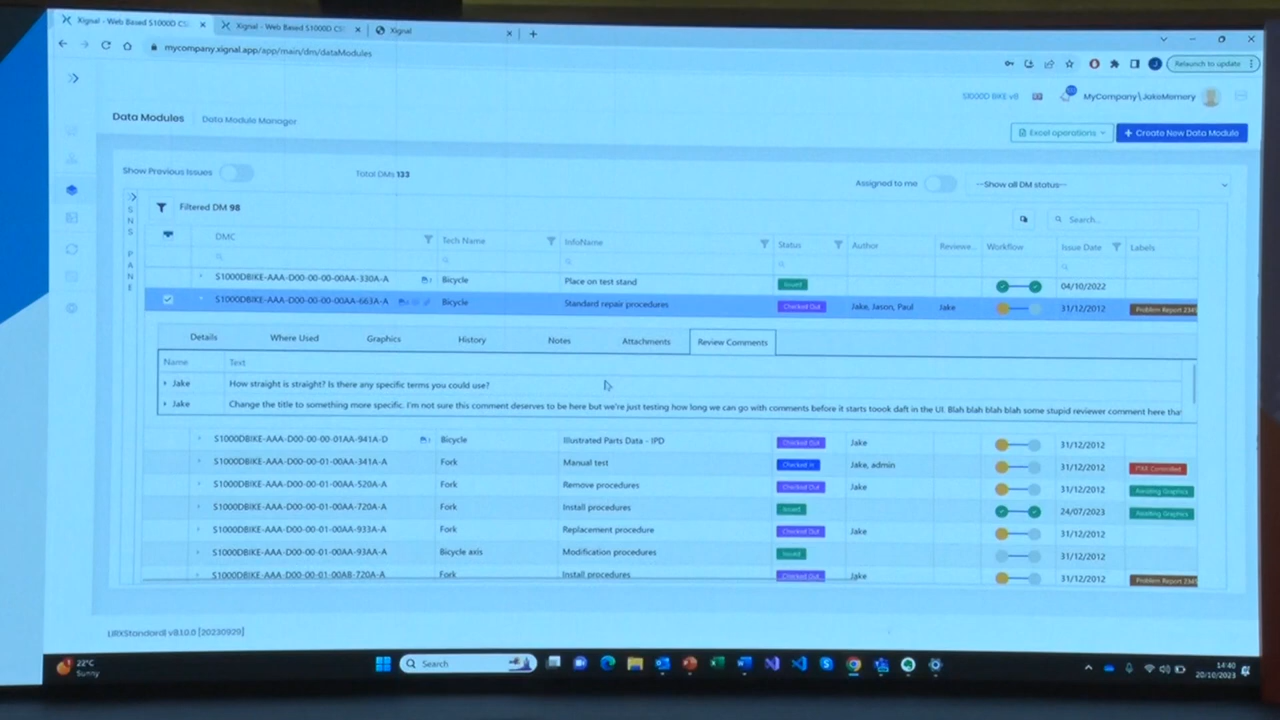 Xignal - Web Based S1000D CS
Xignal - Web Based S1000D CS
Xignal
mycompany.xignal.app/app/main/dm/dataModules
Relaunch to update
S1000D BIKE v8
MyCompany\JakeMemory
Data Modules
Data Module Manager
Excel operations
+ Create New Data Module
Show Previous Issues
Total DMs 133
Assigned to me
--Show all DM status--
SNS PANE
Filtered DM 98
Search...
DMC Tech Name InfoName Status Author Reviewe... Workflow Issue Date Labels
S1000DBIKE-AAA-D00-00-00-00AA-330A-A Bicycle Place on test stand Issued 04/10/2022
S1000DBIKE-AAA-D00-00-00-00AA-663A-A Bicycle Standard repair procedures Checked Out Jake, Jason, Paul Jake 31/12/2012 Problem Report 2345
Details Where Used Graphics History Notes Attachments Review Comments
Name Text
Jake How straight is straight? Is there any specific terms you could use?
Jake Change the title to something more specific. I'm not sure this comment deserves to be here but we're just testing how long we can go with comments before it starts toook daft in the UI. Blah blah blah blah some stupid reviewer comment here tha
S1000DBIKE-AAA-D00-00-00-01AA-941A-D Bicycle Illustrated Parts Data - IPD Checked Out Jake 31/12/2012
S1000DBIKE-AAA-D00-00-01-00AA-341A-A Fork Manual test Checked In Jake, admin 31/12/2012 ITAR Controlled
S1000DBIKE-AAA-D00-00-01-00AA-520A-A Fork Remove procedures Checked Out Jake 31/12/2012 Awaiting Graphics
S1000DBIKE-AAA-D00-00-01-00AA-720A-A Fork Install procedures Issued 24/07/2023 Awaiting Graphics
S1000DBIKE-AAA-D00-00-01-00AA-933A-A Fork Replacement procedure Checked Out Jake 31/12/2012
S1000DBIKE-AAA-D00-00-01-00AA-93AA-A Bicycle axis Modification procedures Issued 31/12/2012
S1000DBIKE-AAA-D00-00-01-00AB-720A-A Fork Install procedures Checked Out Jake 31/12/2012 Problem Report 2345
v8.1.0.0 [20230929]
22°C
Sunny
Search
14:40
20/10/2023